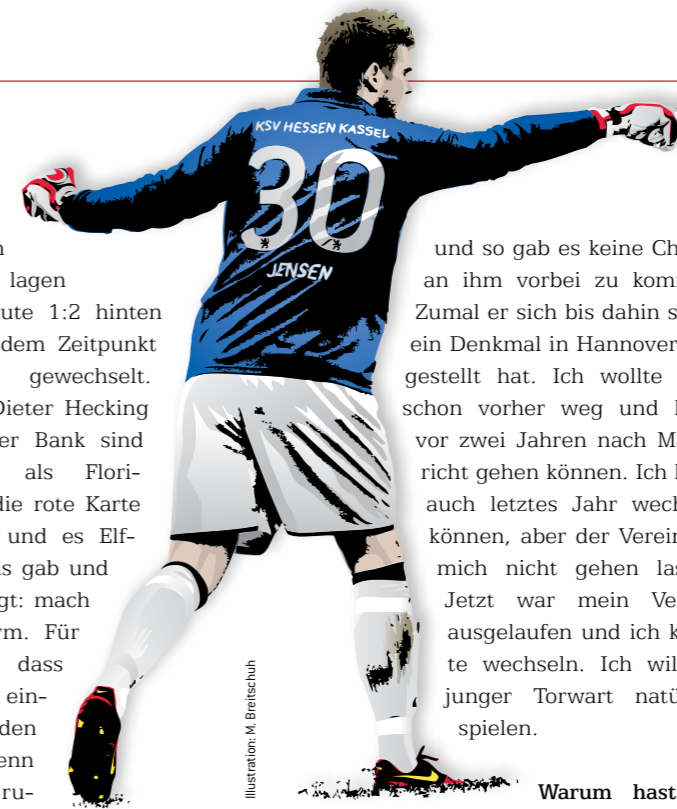 KSV HESSEN KASSEL
30
JENSEN
lagen
ute 1:2 hinten
dem Zeitpunkt
gewechselt.
Dieter Hecking
er Bank sind
als Flori-
die rote Karte
und es Elf-
s gab und
gt: mach
rm. Für
dass
ein-
den
enn
ru-
Illustration: M. Breitschuh
und so gab es keine Ch
an ihm vorbei zu kom
Zumal er sich bis dahin s
ein Denkmal in Hannover
gestellt hat. Ich wollte
schon vorher weg und
vor zwei Jahren nach Ma
richt gehen können. Ich
auch letztes Jahr wech
können, aber der Verein
mich nicht gehen las
Jetzt war mein Ve
ausgelaufen und ich k
te wechseln. Ich wil
junger Torwart natü
spielen.
Warum hast